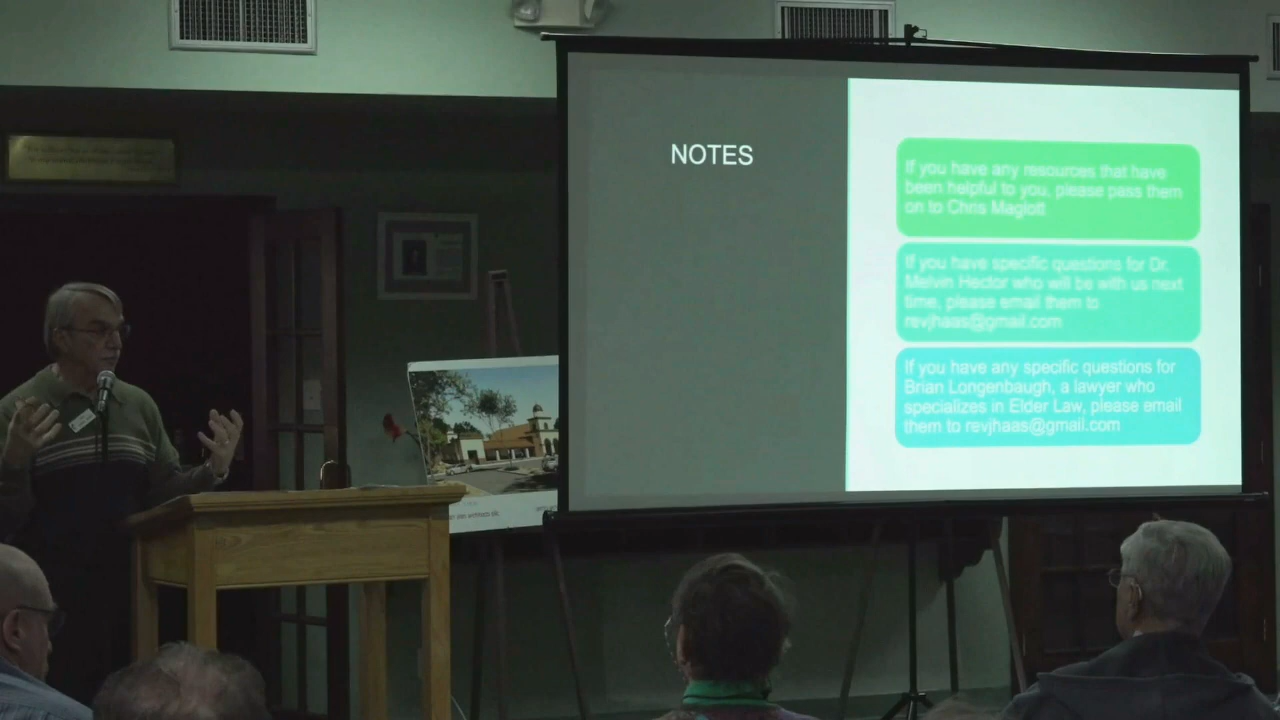 NOTES
If you have any resources that have
been helpful to you, please pass them
on to Chris Maglott
If you have specific questions for Dr.
Melvin Hector who will be with us next
time, please email them to
revjhaas@gmail.com
If you have any specific questions for
Brian Longenbaugh, a lawyer who
specializes in Elder Law, please email
them to revjhaas@gmail.com